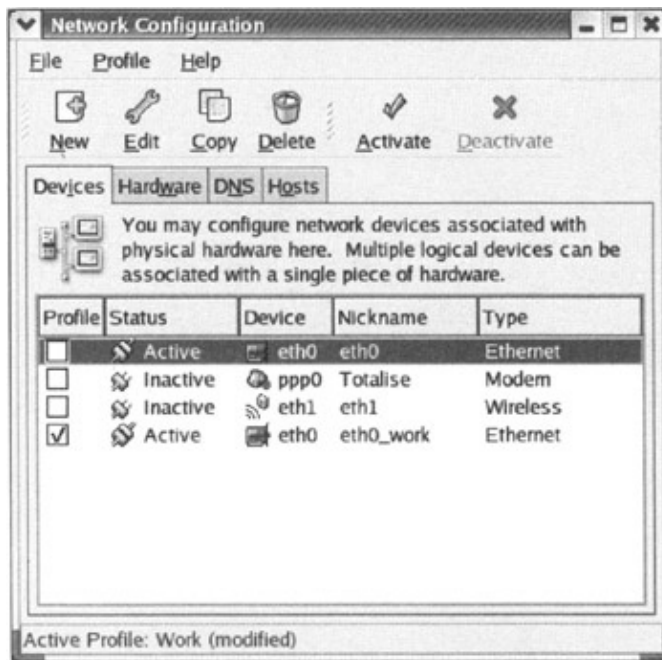 Network Configuration
File Profile Help
New Edit Copy Delete Activate Deactivate
Devices Hardware DNS Hosts
You may configure network devices associated with
physical hardware here. Multiple logical devices can be
associated with a single piece of hardware.
Profile Status Device Nickname Type
Active eth0 eth0 Ethernet
Inactive ppp0 Totalise Modem
Inactive eth1 eth1 Wireless
Active eth0 eth0_work Ethernet
Active Profile: Work (modified)